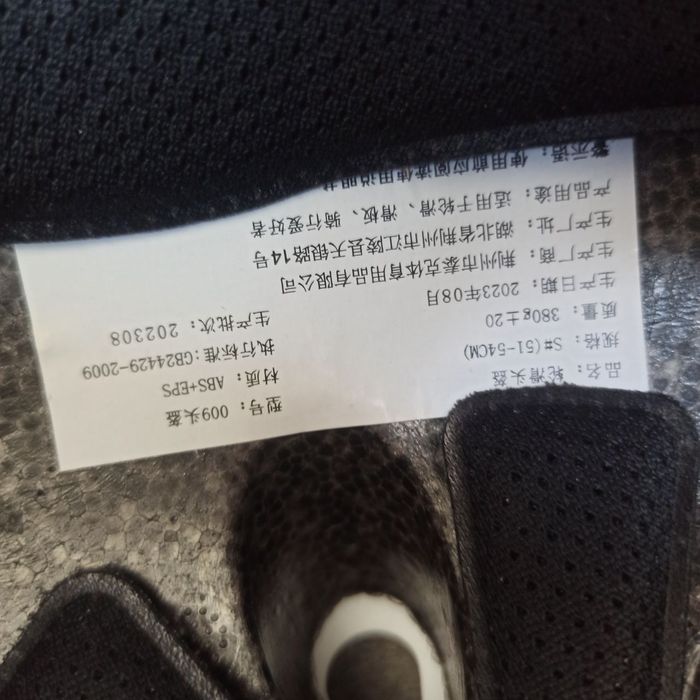 品名：轮滑头盔 型号：009头盔
规格：S#(51-54CM) 材质：ABS+EPS
质量：380g±20 执行标准:GB24429-2009
生产日期：2023年08月 生产批次：202308
生产厂商：荆州市泰克体育用品有限公司
生产厂址：湖北省荆州市江陵县天银路14号
产品用途：适用于轮滑、滑板、骑行爱好者
警示语：使用前应阅读使用说明书